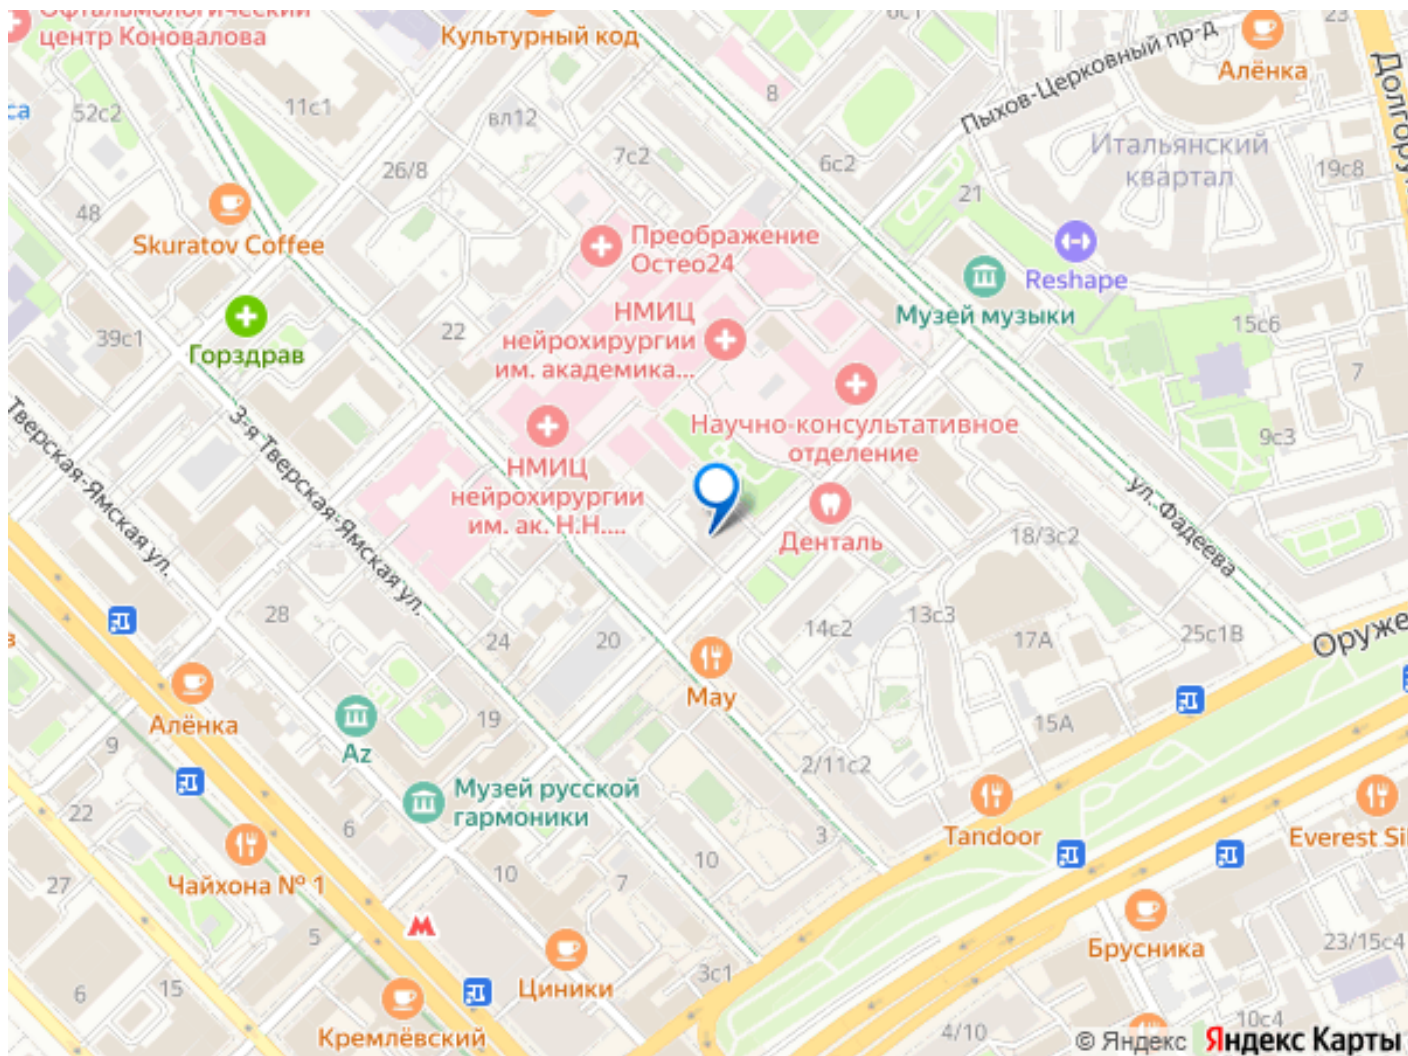 Офтальмологический
центр Коновалова
Культурный код
6с1
23
Алёнка
Пыхов-Церковный пр-д
52с2
11с1
8
вл12
Итальянский
квартал
7с2
6с2
26/8
19с8
21
48
Skuratov Coffee
Преображение
Остео24
Reshape
Музей музыки
НМИЦ
нейрохирургии
им. академика...
15с6
22
39с1
Горздрав
7
Научно-консультативное
отделение
9с3
3-я Тверская-Ямская ул.
Тверская-Ямская ул.
НМИЦ
нейрохирургии
им. ак. Н.Н....
ул. Фадеева
Денталь
18/3с2
28
13с3
14с2
24
20
17А
25с1В
Оруже
May
Алёнка
19
15А
Az
9
2/11с2
Музей русской
гармоники
22
6
3
Tandoor
Everest Sil
10
Чайхона № 1
27
10
7
5
Брусника
23/15с4
3с1
6
15
Циники
Кремлёвский
4/10
10с4
© Яндекс Яндекс Карты